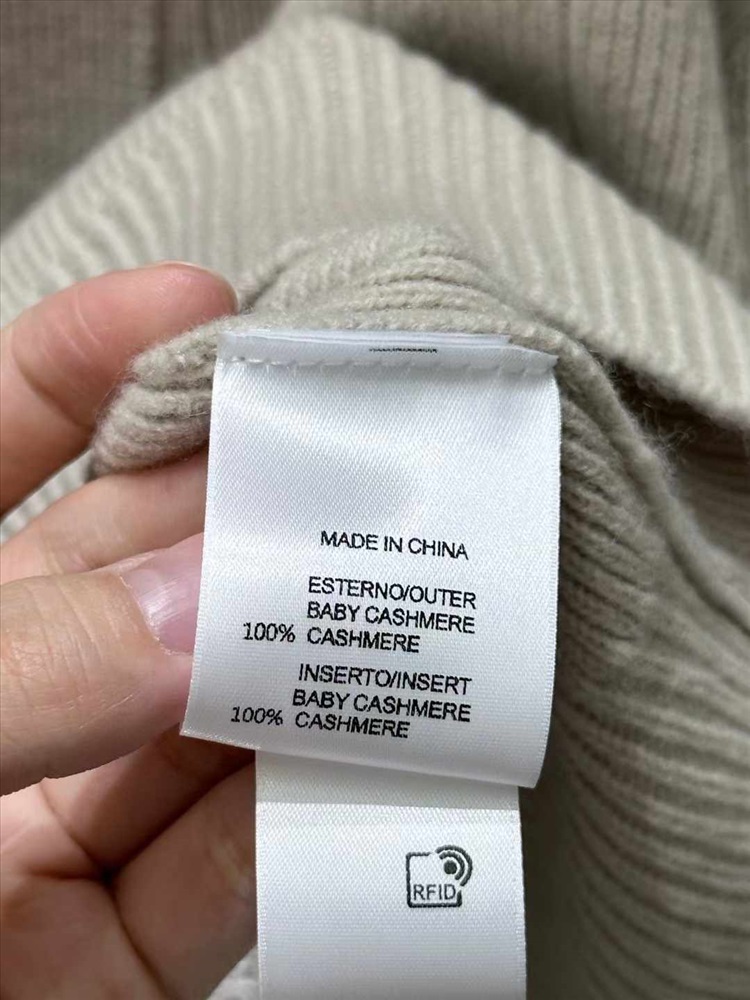 MADE IN CHINA
ESTERNO/OUTER
BABY CASHMERE
100% CASHMERE
INSERTO/INSERT
BABY CASHMERE
100% CASHMERE
RFID